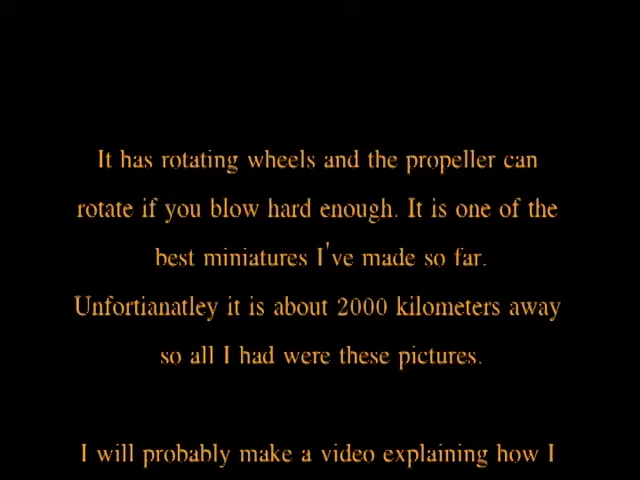 It has rotating wheels and the propeller can
rotate if you blow hard enough. It is one of the
best miniatures I've made so far.
Unfortianatley it is about 2000 kilometers away
so all I had were these pictures.
I will probably make a video explaining how I